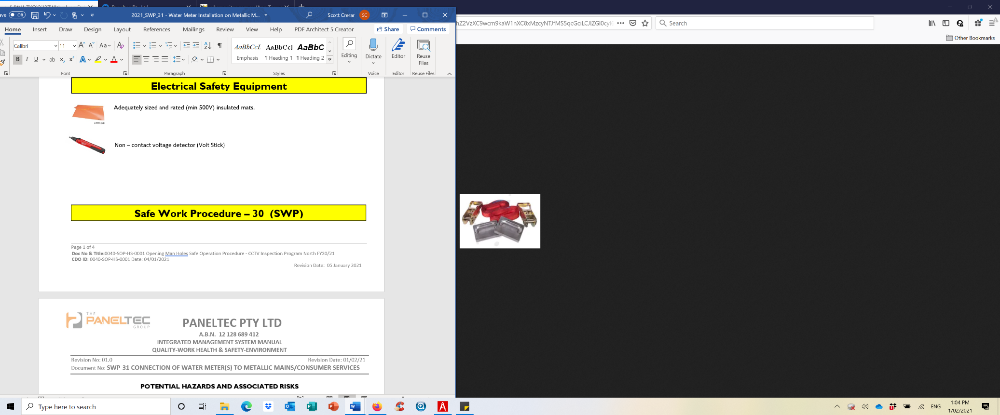 Paneltec Pty Ltd
ave Off
2021_SWP_31 - Water Meter Installation on Metallic M...
Scott Crerar SC
Home Insert Draw Design Layout References Mailings Review View Help PDF Architect 5 Creator Share Comments
Search
Other Bookmarks
Calibri 11 Aa
AaBbCcL AaBbCcI AaBbC
Emphasis ¶ Heading 1 ¶ Heading 2
Editing Dictate Editor Reuse Files
B I U ab x₂ x² A A
Font Paragraph Styles Voice Editor Reuse Files
Electrical Safety Equipment
Adequately sized and rated (min 500V) insulated mats.
Non – contact voltage detector (Volt Stick)
Safe Work Procedure – 30 (SWP)
Page 1 of 4
Doc No & Title:0040-SOP-HS-0001 Opening Man Holes Safe Operation Procedure - CCTV Inspection Program North FY20/21
CDO ID: 0040-SOP-HS-0001 Date: 04/01/2021
Revision Date: 05 January 2021
THE
PANELTEC
GROUP
PANELTEC PTY LTD
A.B.N. 12 128 689 412
INTEGRATED MANAGEMENT SYSTEM MANUAL
QUALITY-WORK HEALTH & SAFETY-ENVIRONMENT
Revision No: 01.0 Revision Date: 01/02/21
Document No: SWP-31 CONNECTION OF WATER METER(S) TO METALLIC MAINS/CONSUMER SERVICES
POTENTIAL HAZARDS AND ASSOCIATED RISKS
Type here to search
ENG
1:04 PM
1/02/2021